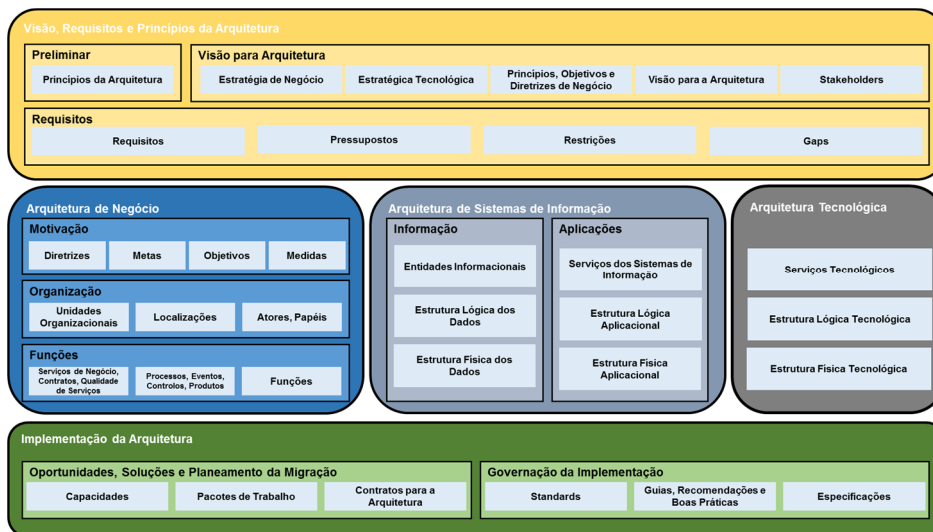 Visão, Requisitos e Princípios da Arquitetura
Preliminar
Princípios da Arquitetura
Visão para Arquitetura
Estratégia de Negócio
Estratégica Tecnológica
Princípios, Objetivos e
Diretrizes de Negócio
Visão para a Arquitetura
Stakeholders
Requisitos
Requisitos
Pressupostos
Restrições
Gaps
Arquitetura de Negócio
Motivação
Diretrizes
Metas
Objetivos
Medidas
Organização
Unidades
Organizacionais
Localizações
Atores, Papéis
Funções
Serviços de Negócio,
Contratos, Qualidade
de Serviços
Processos, Eventos,
Controlos, Produtos
Funções
Arquitetura de Sistemas de Informação
Informação
Entidades Informacionais
Estrutura Lógica dos
Dados
Estrutura Física dos
Dados
Aplicações
Serviços dos Sistemas de
Informação
Estrutura Lógica
Aplicacional
Estrutura Física
Aplicacional
Arquitetura Tecnológica
Serviços Tecnológicos
Estrutura Lógica Tecnológica
Estrutura Física Tecnológica
Implementação da Arquitetura
Oportunidades, Soluções e Planeamento da Migração
Capacidades
Pacotes de Trabalho
Contratos para a
Arquitetura
Governação da Implementação
Standards
Guias, Recomendações e
Boas Práticas
Especificações